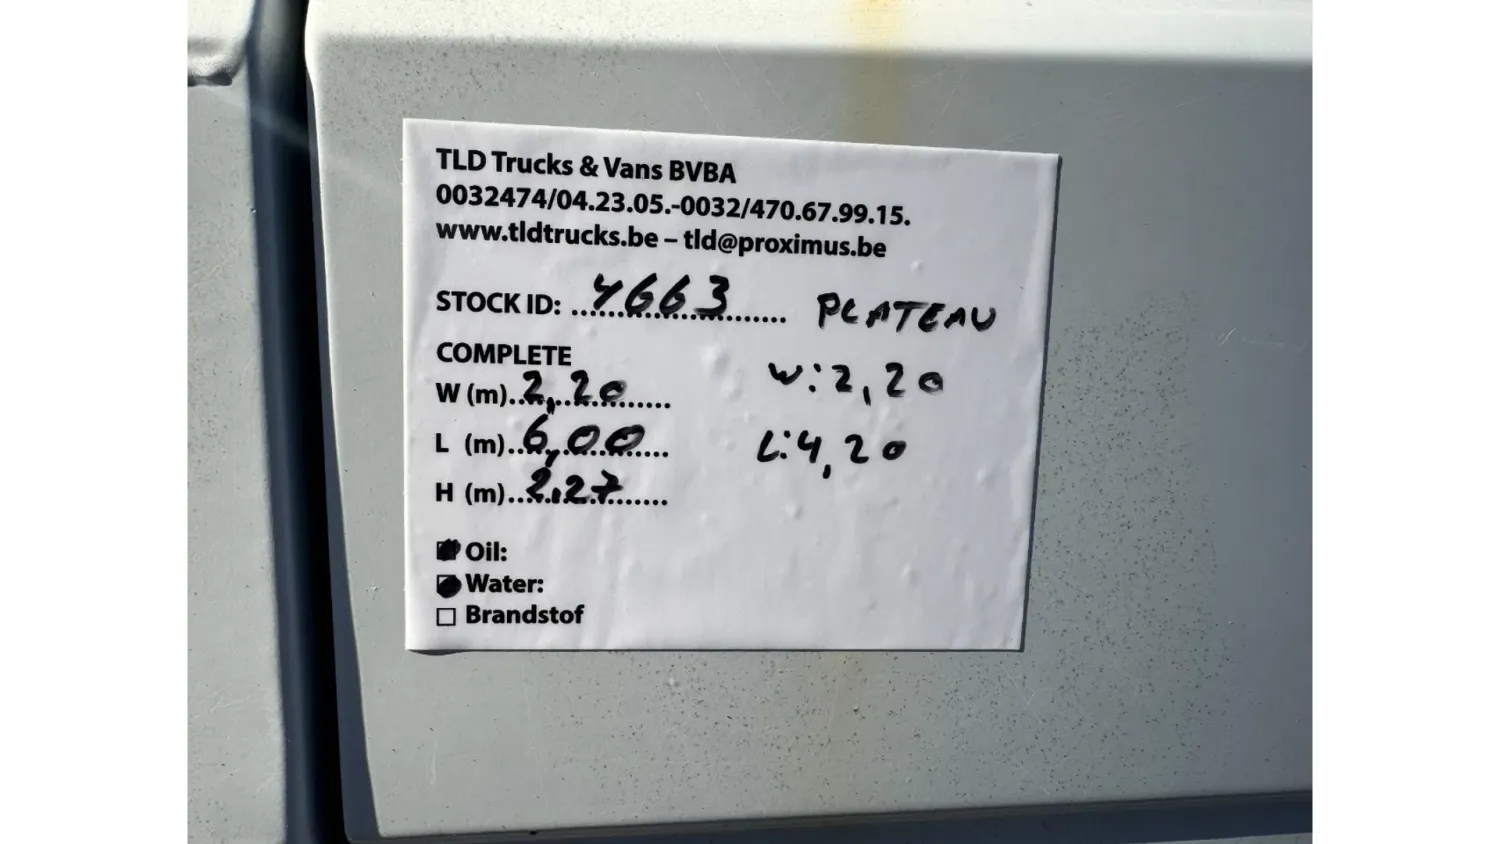 TLD Trucks & Vans BVBA
0032474/04.23.05.-0032/470.67.99.15.
www.tldtrucks.be – tld@proximus.be
STOCK ID: 4663 PLATEAU
COMPLETE
W (m) 2,20 W: 2,20
L (m) 6,00 L: 4,20
H (m) 2,27
Oil:
Water:
Brandstof